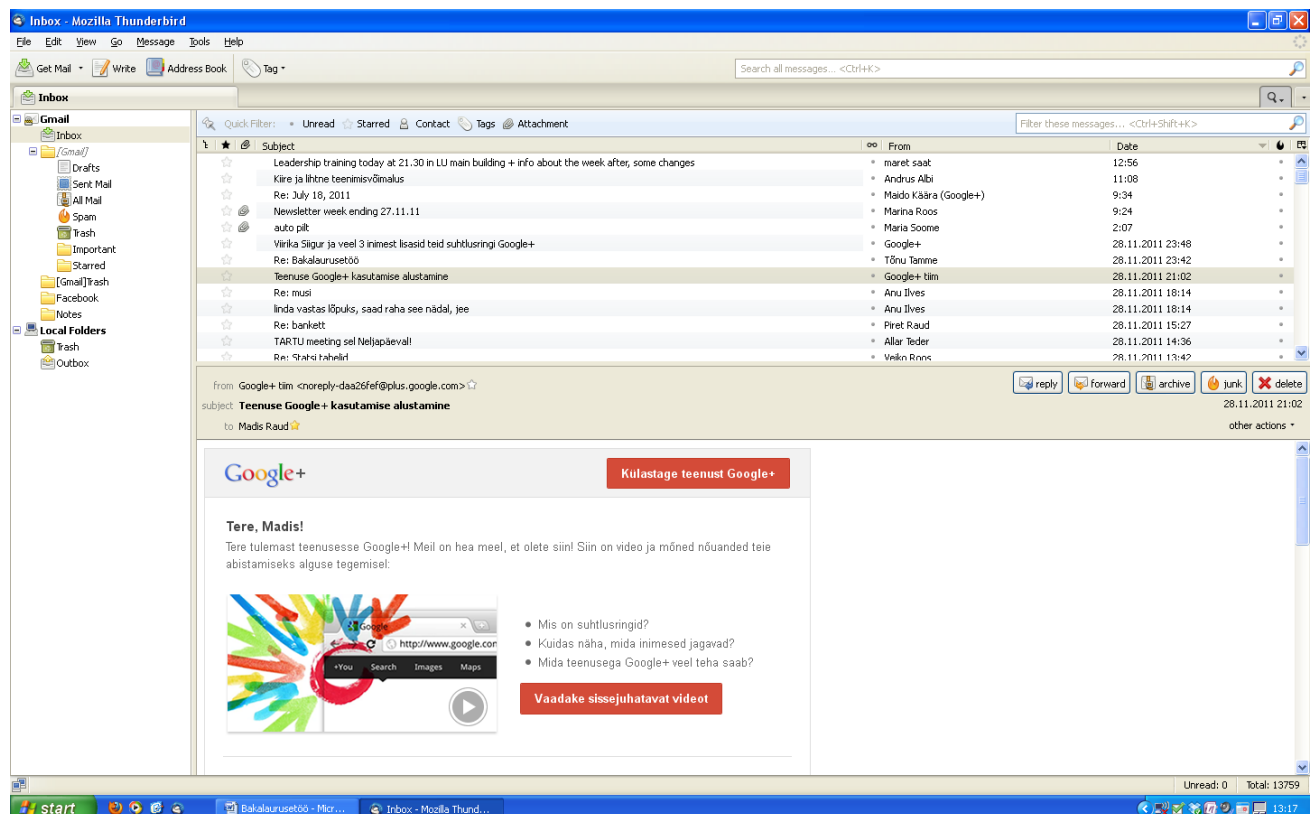 Inbox - Mozilla Thunderbird
File Edit View Go Message Tools Help
Get Mail Write Address Book Tag Search all messages... <Ctrl+K>
Inbox
Gmail
Inbox
[Gmail]
Drafts
Sent Mail
All Mail
Spam
Trash
Important
Starred
[Gmail]Trash
Facebook
Notes
Local Folders
Trash
Outbox
Quick Filter: Unread Starred Contact Tags Attachment Filter these messages... <Ctrl+Shift+K>
Subject From Date
Leadership training today at 21.30 in LU main building + info about the week after, some changes maret saat 12:56
Kiire ja lihtne teenimisvõimalus Andrus Albi 11:08
Re: July 18, 2011 Maido Käära (Google+) 9:34
Newsletter week ending 27.11.11 Marina Roos 9:24
auto pilt Maria Soome 2:07
Viirika Siigur ja veel 3 inimest lisasid teid suhtlusringi Google+ Google+ 28.11.2011 23:48
Re: Bakalaurusetöö Tõnu Tamme 28.11.2011 23:42
Teenuse Google+ kasutamise alustamine Google+ tiim 28.11.2011 21:02
Re: musi Anu Ilves 28.11.2011 18:14
linda vastas lõpuks, saad raha see nädal, jee Anu Ilves 28.11.2011 18:14
Re: bankett Piret Raud 28.11.2011 15:27
TARTU meeting sel Neljapäeval! Allar Teder 28.11.2011 14:36
Re: Statsi tabelid Veiko Roos 28.11.2011 13:42
from Google+ tiim <noreply-daa26fef@plus.google.com> reply forward archive junk delete
subject Teenuse Google+ kasutamise alustamine 28.11.2011 21:02
to Madis Raud other actions
Google+ Külastage teenust Google+
Tere, Madis!
Tere tulemast teenusesse Google+! Meil on hea meel, et olete siin! Siin on video ja mõned nõuanded teie
abistamiseks alguse tegemisel:
Google
http://www.google.com
+You Search Images Maps
Mis on suhtlusringid?
Kuidas näha, mida inimesed jagavad?
Mida teenusega Google+ veel teha saab?
Vaadake sissejuhatavat videot
Unread: 0 Total: 13759
start Bakalaurusetöö - Micr... Inbox - Mozilla Thund... 13:17